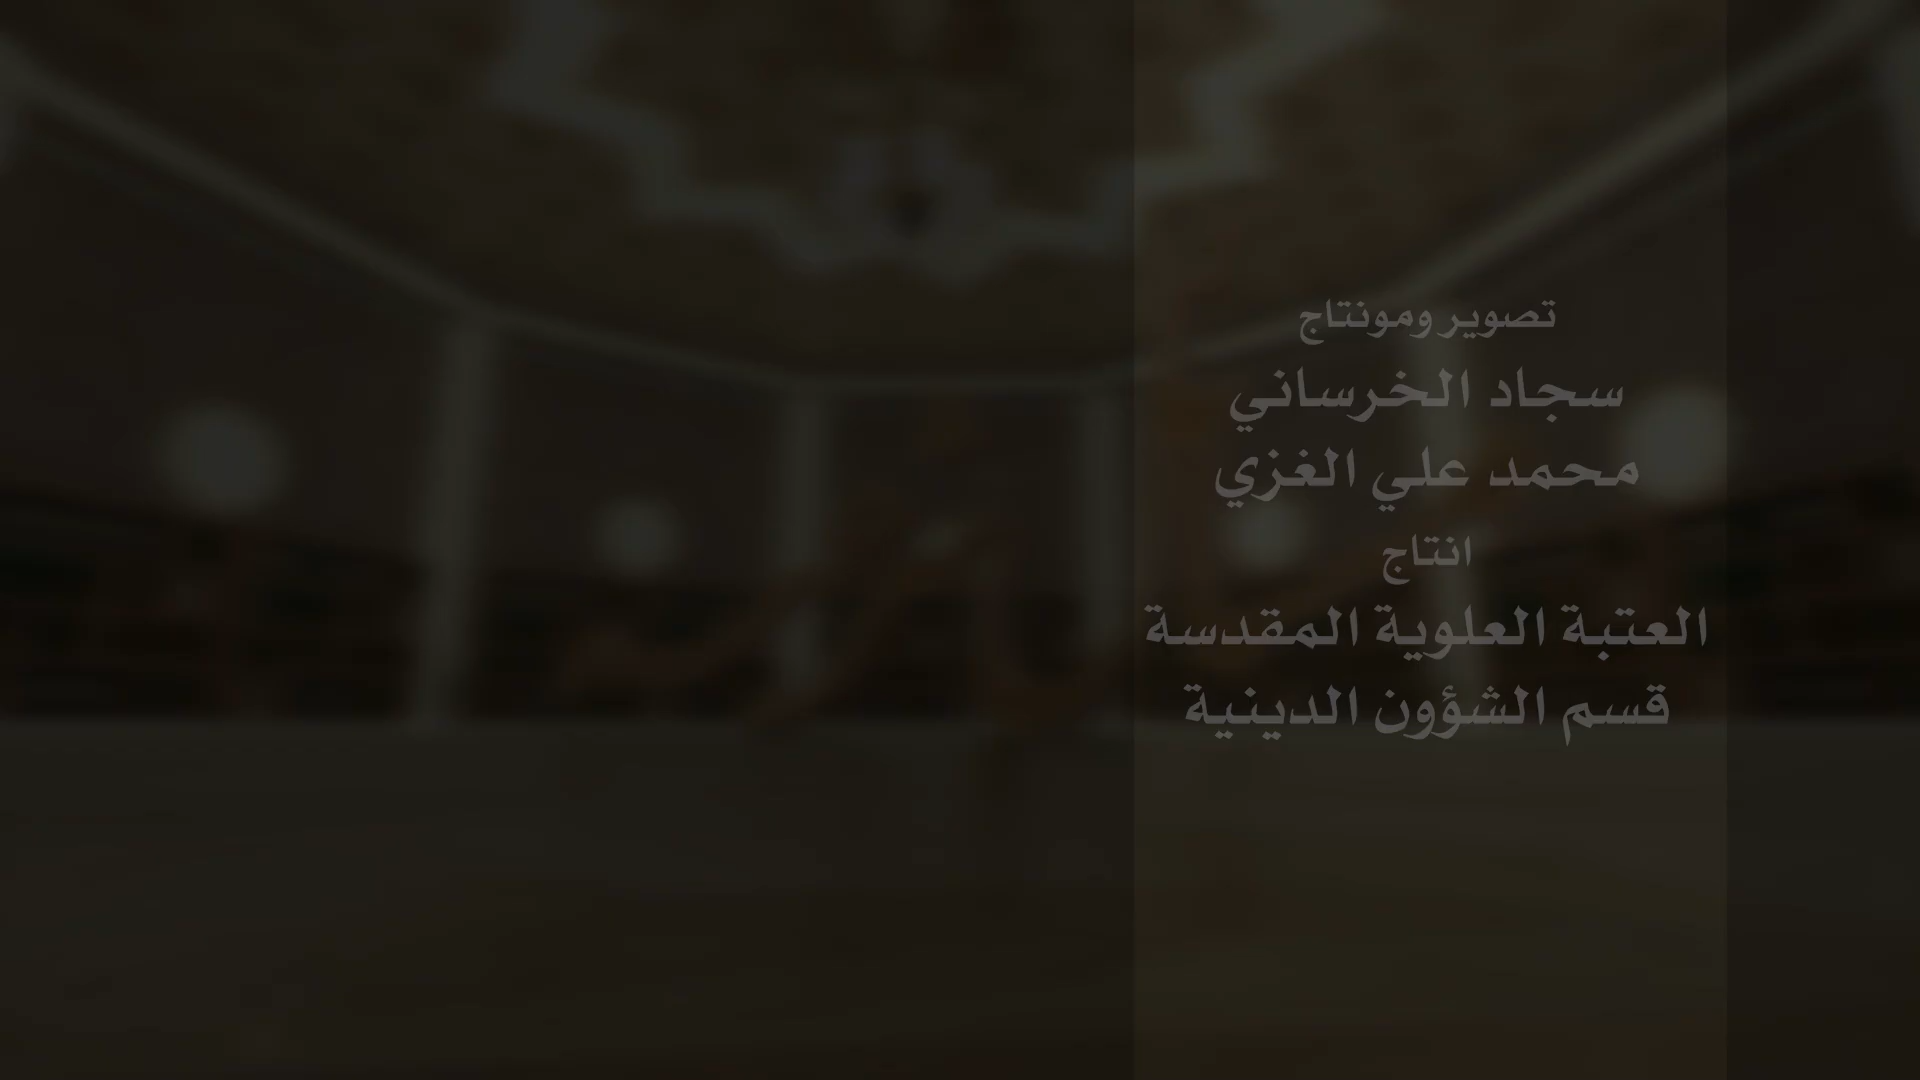 تصوير ومونتاج
سجاد الخرساني
محمد علي الغزي
انتاج
العتبة العلوية المقدسة
قسم الشؤون الدينية